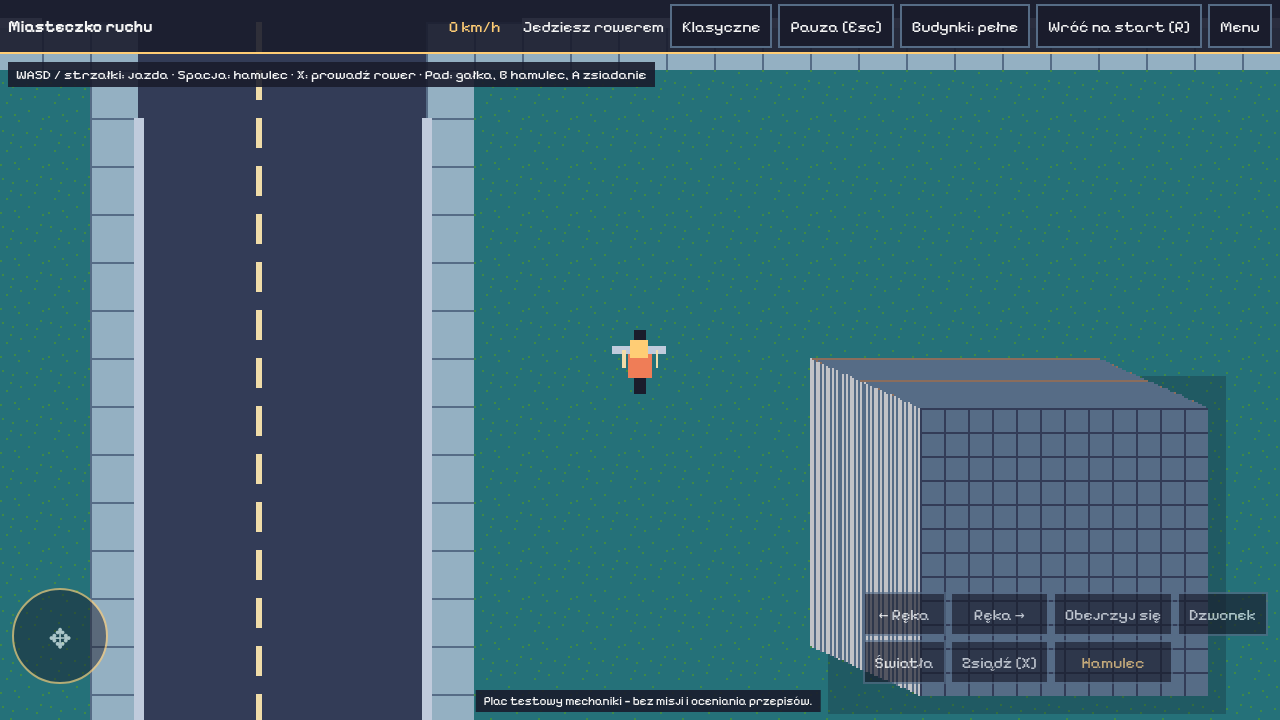 Miasteczko ruchu
0 km/h
Jedziesz rowerem
Klasyczne
Pauza (Esc)
Budynki: pełne
Wróć na start (R)
Menu
WASD / strzałki: jazda · Spacja: hamulec · X: prowadź rower · Pad: gałka, B hamulec, A zsiadanie
← Ręka
Ręka →
Obejrzyj się
Dzwonek
Światła
Zsiądź (X)
Hamulec
Plac testowy mechaniki – bez misji i oceniania przepisów.